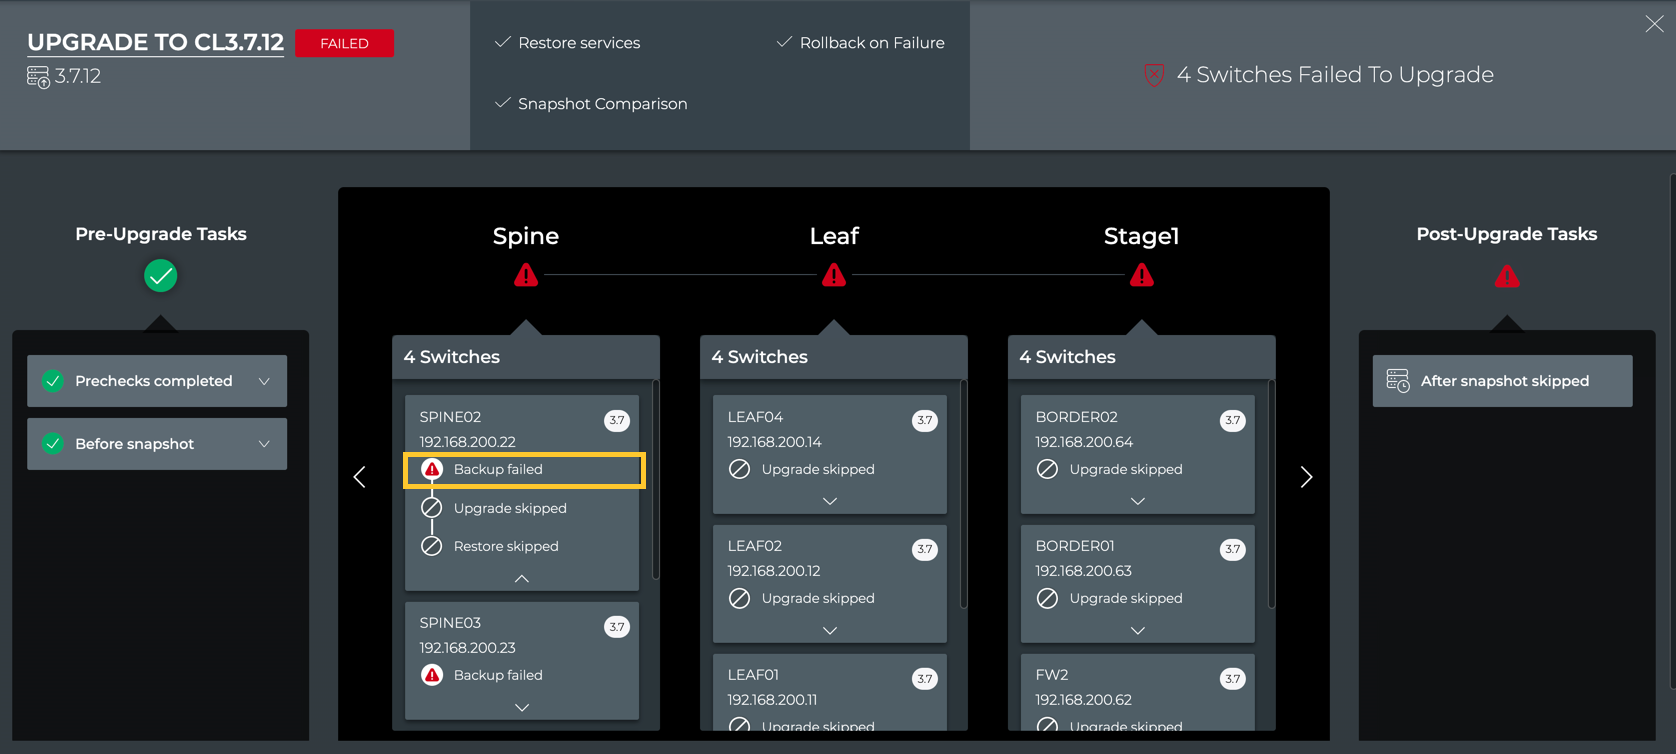 UPGRADE TO CL3.7.12
FAILED
3.7.12
Restore services
Rollback on Failure
Snapshot Comparison
4 Switches Failed To Upgrade
Pre-Upgrade Tasks
Prechecks completed
Before snapshot
Spine
4 Switches
SPINE02
3.7
192.168.200.22
Backup failed
Upgrade skipped
Restore skipped
SPINE03
3.7
192.168.200.23
Backup failed
Leaf
4 Switches
LEAF04
3.7
192.168.200.14
Upgrade skipped
LEAF02
3.7
192.168.200.12
Upgrade skipped
LEAF01
3.7
192.168.200.11
Upgrade skipped
Stage1
4 Switches
BORDER02
3.7
192.168.200.64
Upgrade skipped
BORDER01
3.7
192.168.200.63
Upgrade skipped
FW2
3.7
192.168.200.62
Upgrade skipped
Post-Upgrade Tasks
After snapshot skipped